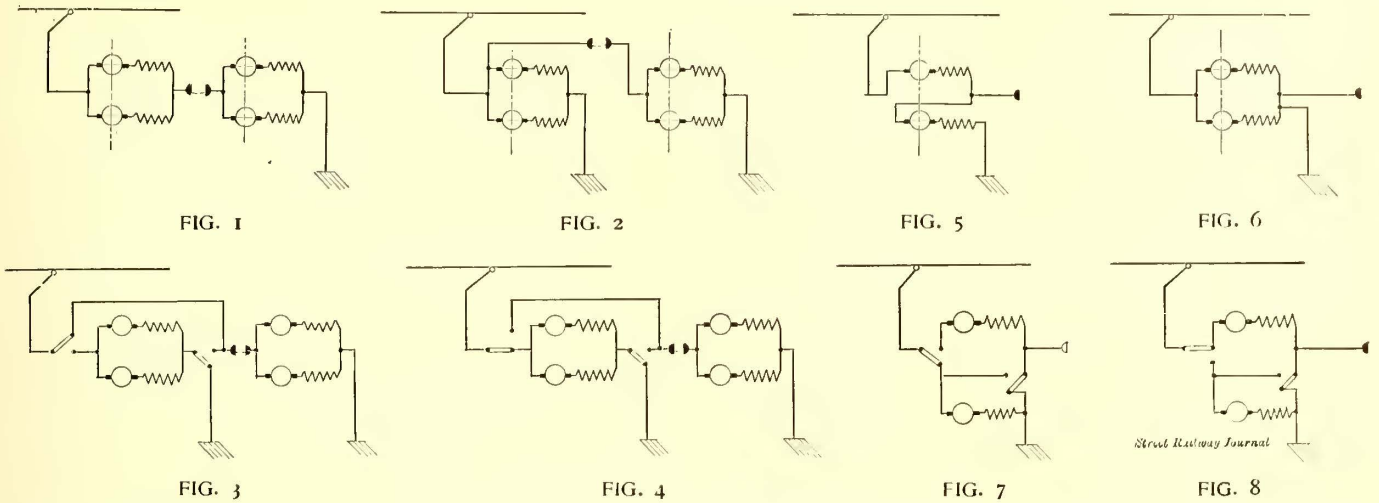 FIG. 1
FIG. 2
FIG. 5
FIG. 6
FIG. 3
FIG. 4
FIG. 7
FIG. 8
Street Railway Journal